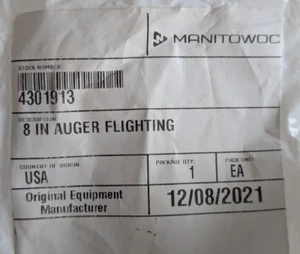 MANITOWOC
STOCK NUMBER:
4301913
DESCRIPTION:
8 IN AUGER FLIGHTING
COUNTRY OF ORIGIN PACKAGE QTY: PACK UNIT:
USA 1 EA
Original Equipment
Manufacturer
12/08/2021